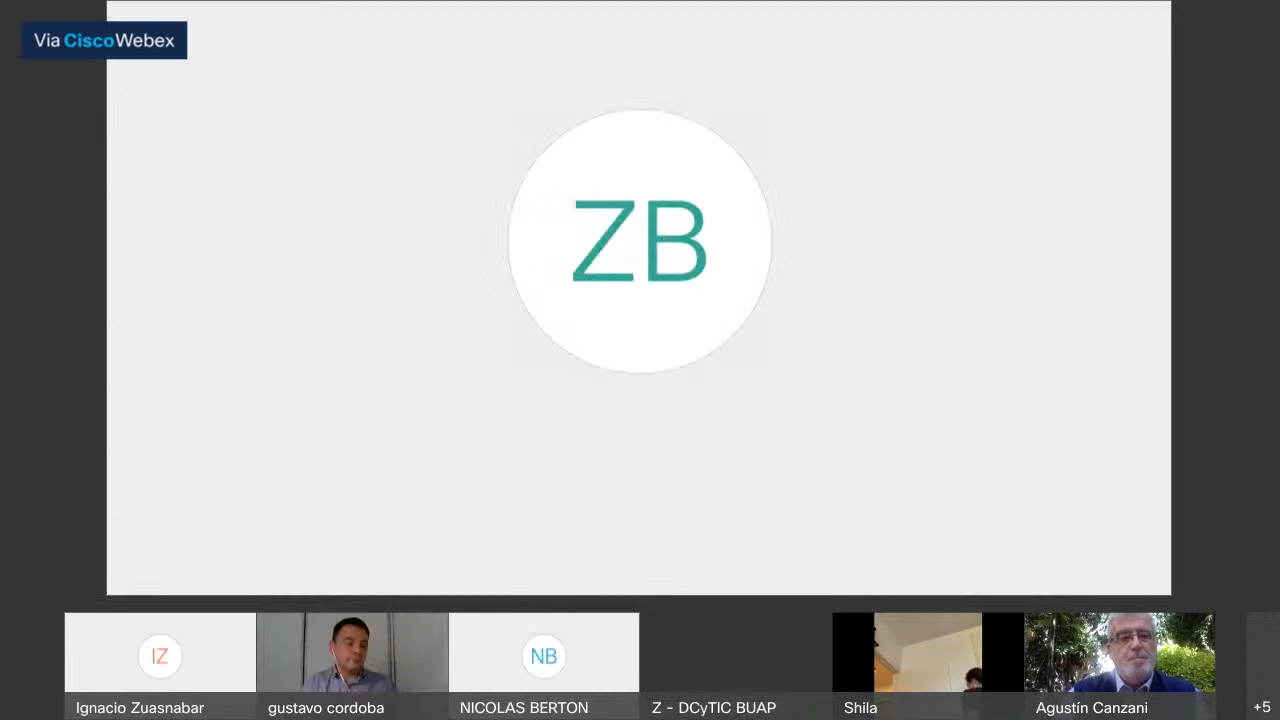 Via CiscoWebex
ZB
IZ
NB
Ignacio Zuasnabar
gustavo cordoba
NICOLAS BERTON
Z - DCyTIC BUAP
Shila
Agustín Canzani
+5